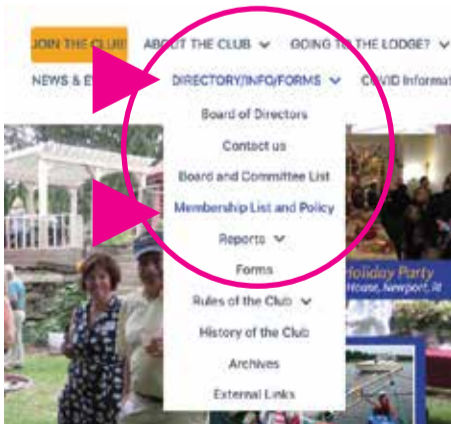 JOIN THE CLUB! ABOUT THE CLUB GOING TO THE LODGE?
NEWS & E DIRECTORY/INFO/FORMS COVID Informat
Board of Directors
Contact us
Board and Committee List
Membership List and Policy
Reports
Forms
Holiday Party
House, Newport, RI
Rules of the Club
History of the Club
Archives
External Links